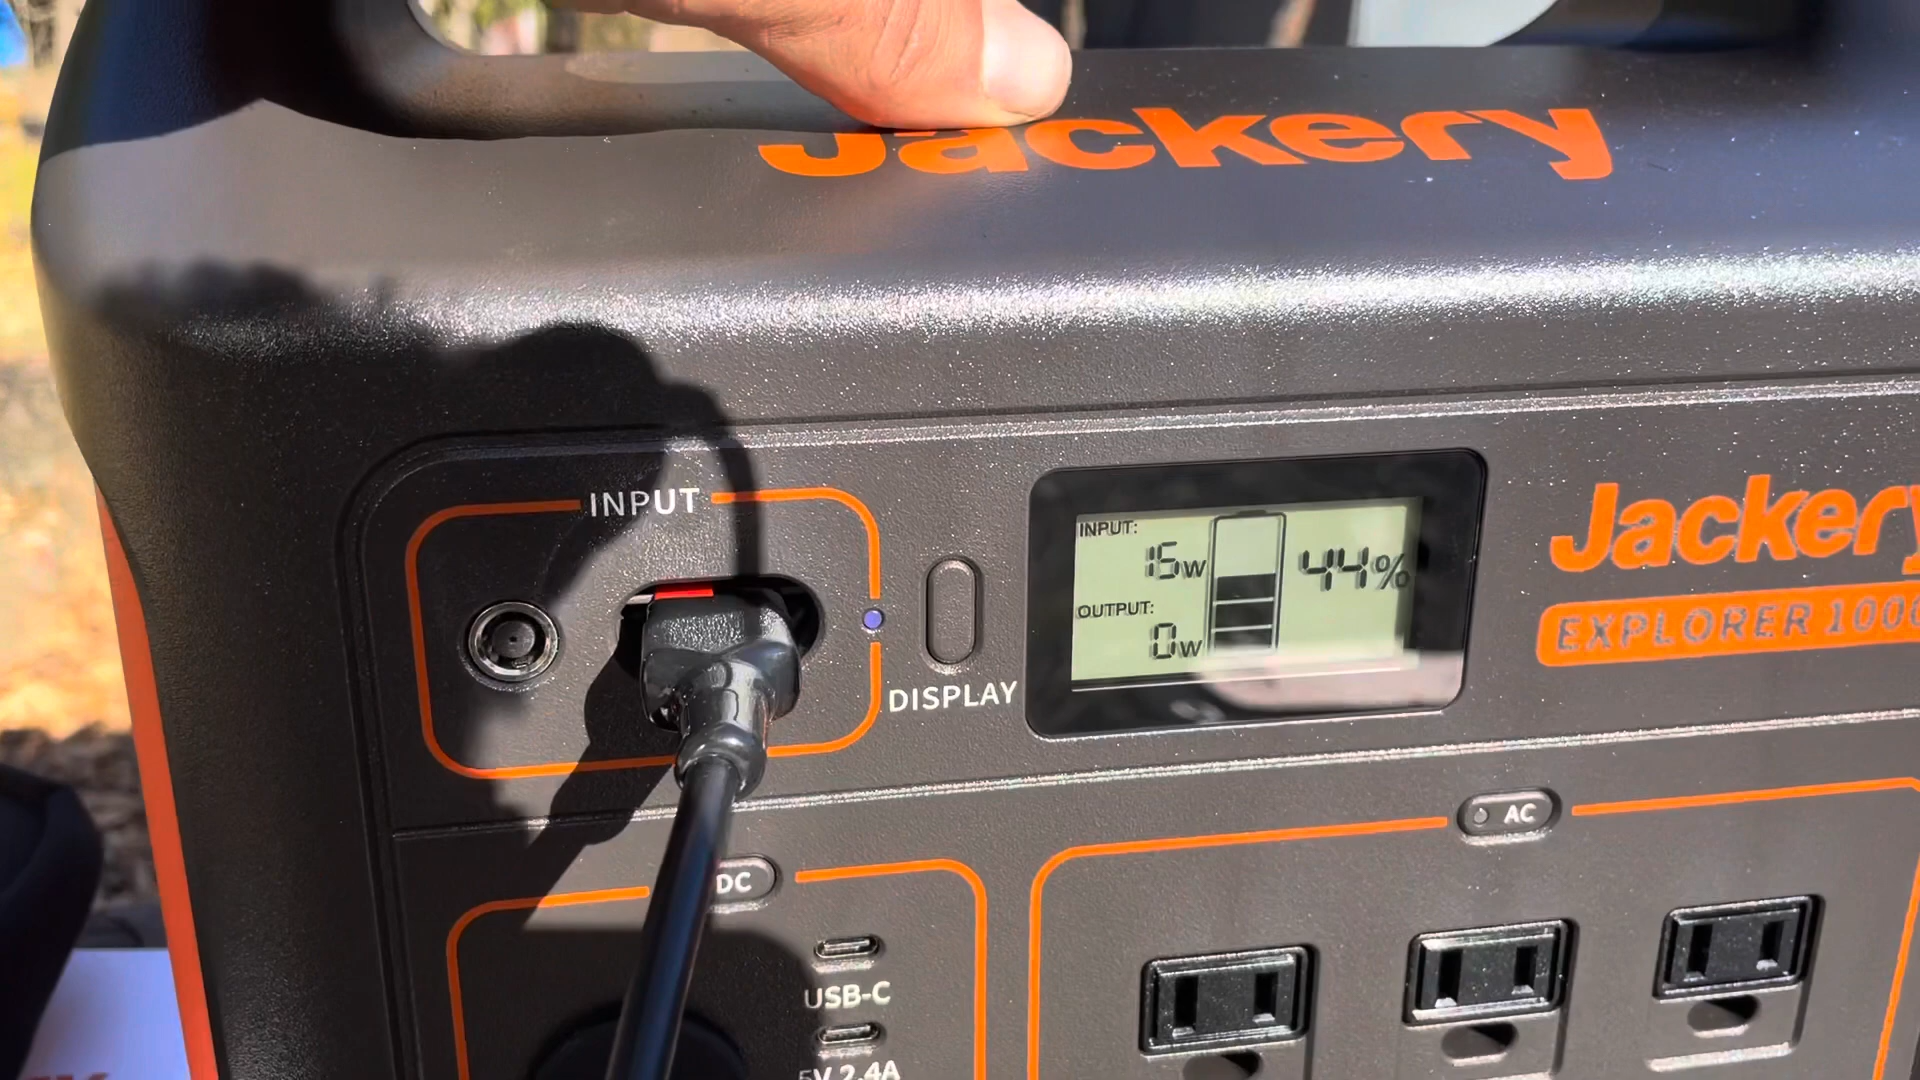 Jackery
INPUT
INPUT:
15w
44%
OUTPUT:
0w
Jackery
EXPLORER 1000
DISPLAY
AC
DC
USB-C
5V 2.4A